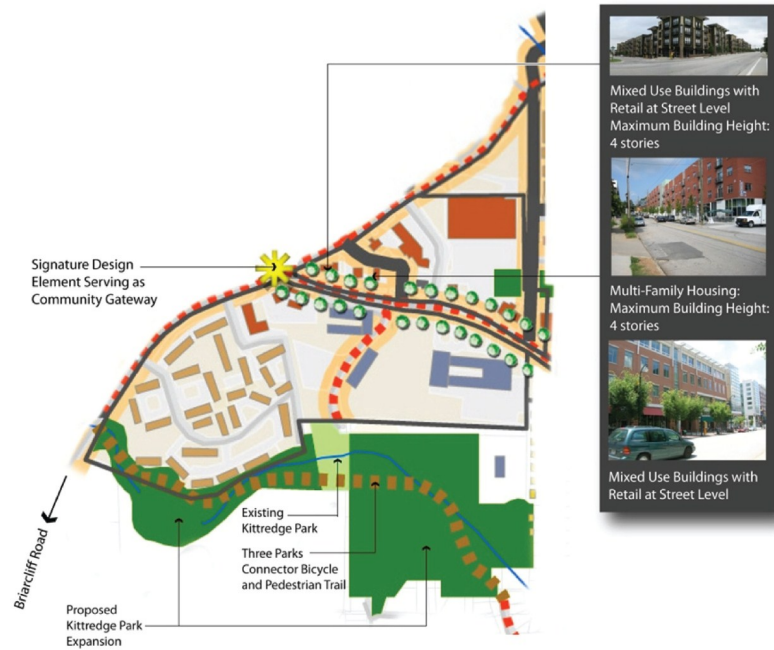 Mixed Use Buildings with
Retail at Street Level
Maximum Building Height:
4 stories
Signature Design
Element Serving as
Community Gateway
Multi-Family Housing:
Maximum Building Height:
4 stories
Mixed Use Buildings with
Retail at Street Level
Existing
Kittredge Park
Three Parks
Connector Bicycle
and Pedestrian Trail
Briarcliff Road
Proposed
Kittredge Park
Expansion